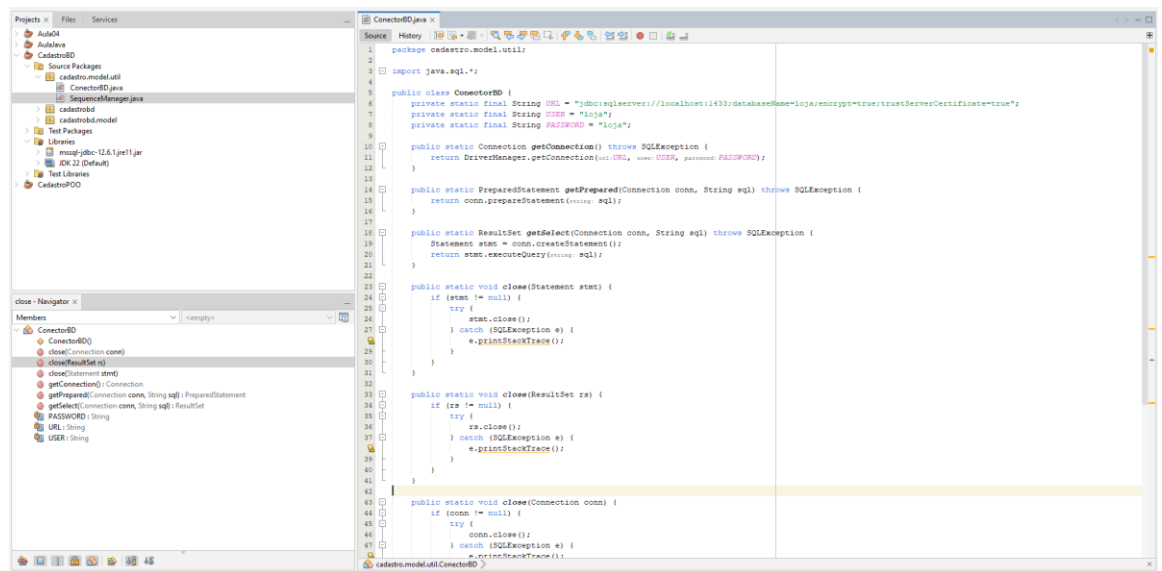 Projects × Files Services
Aula04
AulaJava
CadastroBD
Source Packages
cadastro.model.util
ConectorBD.java
SequenceManager.java
cadastrobd
cadastrobd.model
Test Packages
Libraries
mssql-jdbc-12.6.1.jre11.jar
JDK 22 (Default)
Test Libraries
CadastroPOO
close - Navigator ×
Members <empty>
ConectorBD
ConectorBD()
close(Connection conn)
close(ResultSet rs)
close(Statement stmt)
getConnection() : Connection
getPrepared(Connection conn, String sql) : PreparedStatement
getSelect(Connection conn, String sql) : ResultSet
PASSWORD : String
URL : String
USER : String
ConectorBD.java ×
Source History
1 package cadastro.model.util;
2
3 import java.sql.*;
4
5 public class ConectorBD {
6 private static final String URL = "jdbc:sqlserver://localhost:1433;databaseName=loja;encrypt=true;trustServerCertificate=true";
7 private static final String USER = "loja";
8 private static final String PASSWORD = "loja";
9
10 public static Connection getConnection() throws SQLException {
11 return DriverManager.getConnection(url:URL, user:USER, password:PASSWORD);
12 }
13
14 public static PreparedStatement getPrepared(Connection conn, String sql) throws SQLException {
15 return conn.prepareStatement(string: sql);
16 }
17
18 public static ResultSet getSelect(Connection conn, String sql) throws SQLException {
19 Statement stmt = conn.createStatement();
20 return stmt.executeQuery(string: sql);
21 }
22
23 public static void close(Statement stmt) {
24 if (stmt != null) {
25 try {
26 stmt.close();
27 } catch (SQLException e) {
e.printStackTrace();
29 }
30 }
31 }
32
33 public static void close(ResultSet rs) {
34 if (rs != null) {
35 try {
36 rs.close();
37 } catch (SQLException e) {
e.printStackTrace();
39 }
40 }
41 }
42
43 public static void close(Connection conn) {
44 if (conn != null) {
45 try {
46 conn.close();
47 } catch (SQLException e) {
e.printStackTrace();
cadastro.model.util.ConectorBD